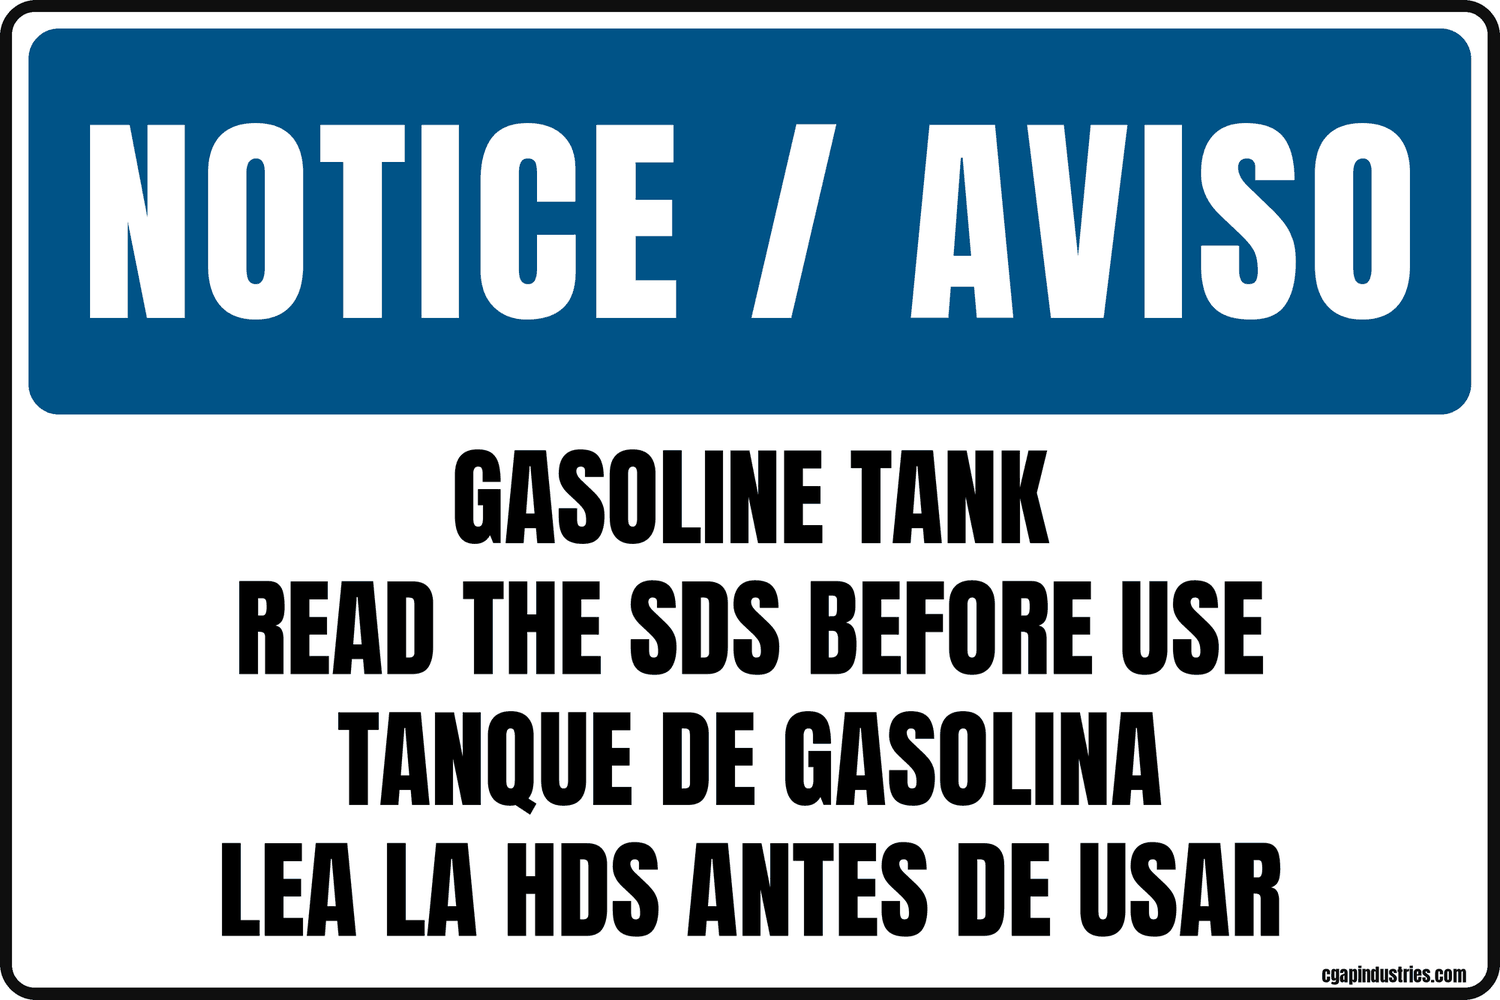 NOTICE / AVISO
GASOLINE TANK
READ THE SDS BEFORE USE
TANQUE DE GASOLINA
LEA LA HDS ANTES DE USAR
cgapindustries.com